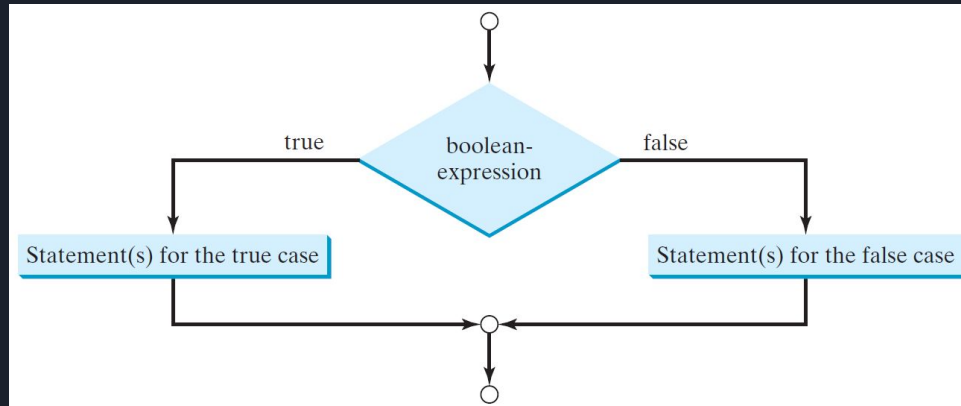 true
boolean-
expression
false
Statement(s) for the true case
Statement(s) for the false case